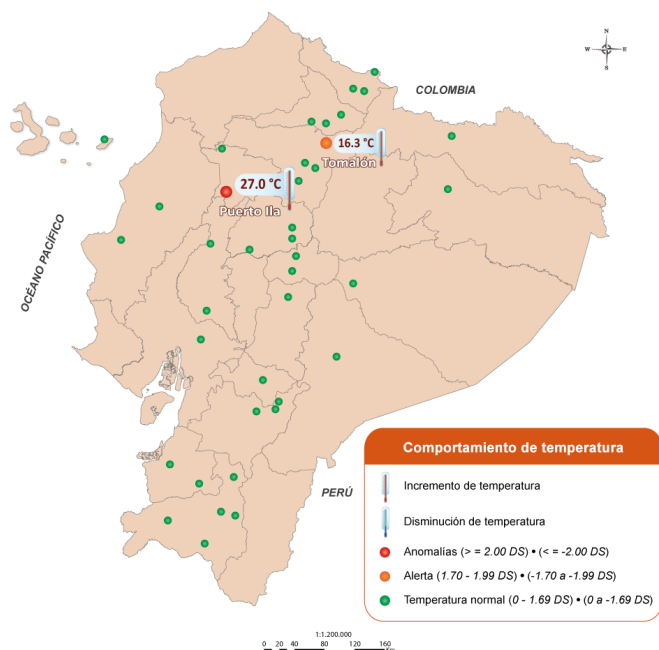 N
W E
S
COLOMBIA
16.3 °C
Tomalón
27.0 °C
Puerto Ila
OCÉANO PACÍFICO
PERÚ
Comportamiento de temperatura
Incremento de temperatura
Disminución de temperatura
Anomalías (> = 2.00 DS) • (< = -2.00 DS)
Alerta (1.70 - 1.99 DS) • (-1.70 a -1.99 DS)
Temperatura normal (0 - 1.69 DS) • (0 a -1.69 DS)
1:1.200.000
0 20 40 80 120 160